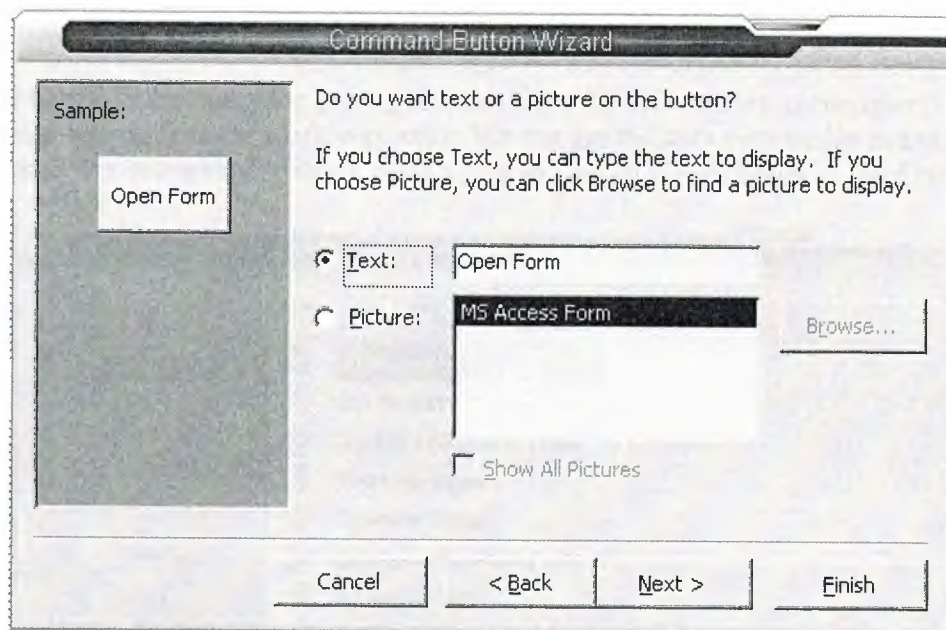 Command Button Wizard
Sample:
Open Form
Do you want text or a picture on the button?
If you choose Text, you can type the text to display. If you
choose Picture, you can click Browse to find a picture to display.
Text:
Open Form
Picture:
MS Access Form
Browse...
Show All Pictures
Cancel
< Back
Next >
Finish